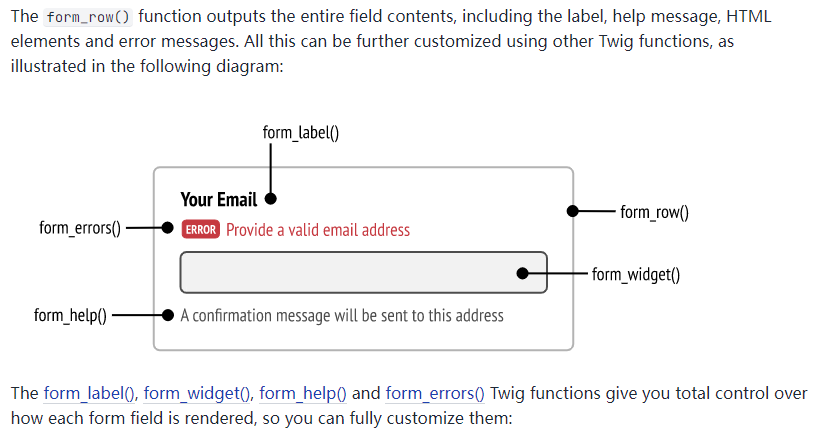 The form_row() function outputs the entire field contents, including the label, help message, HTML
elements and error messages. All this can be further customized using other Twig functions, as
illustrated in the following diagram:
form_label()
Your Email
form_row()
form_errors()
ERROR Provide a valid email address
form_widget()
form_help()
A confirmation message will be sent to this address
The form_label(), form_widget(), form_help() and form_errors() Twig functions give you total control over
how each form field is rendered, so you can fully customize them: